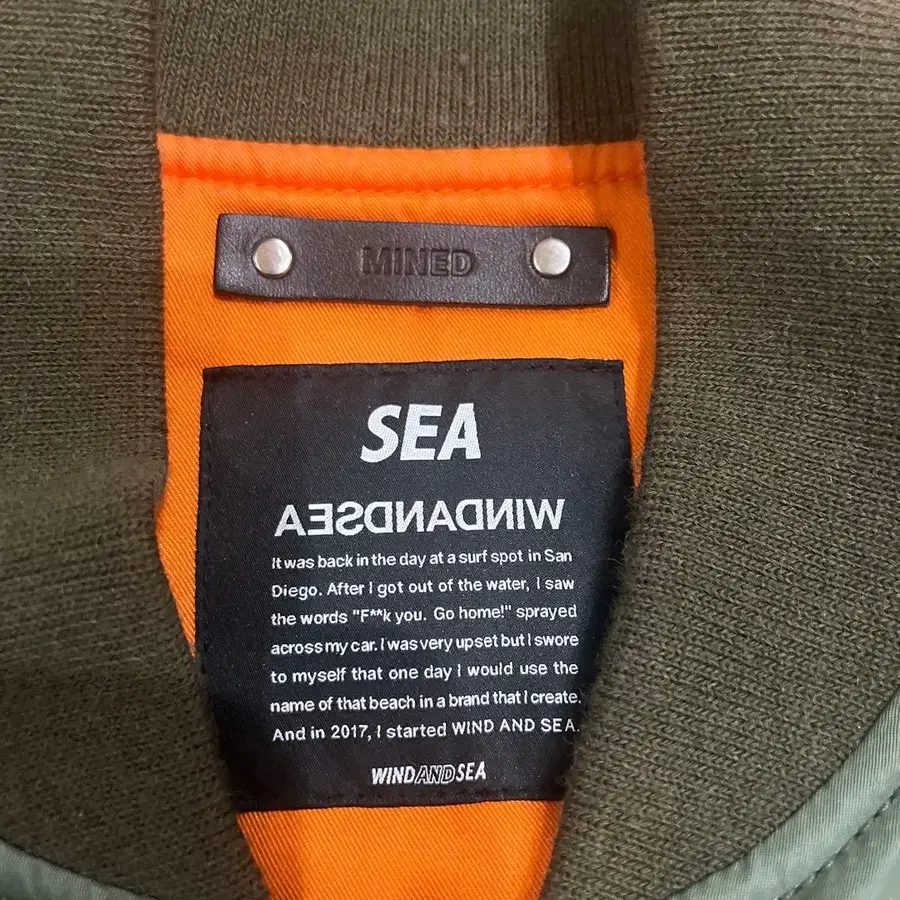 MINED
SEA
WINDANDSEA
It was back in the day at a surf spot in San
Diego. After I got out of the water, I saw
the words "F**k you. Go home!" sprayed
across my car. I was very upset but I swore
to myself that one day I would use the
name of that beach in a brand that I create.
And in 2017, I started WIND AND SEA.
WINDANDSEA